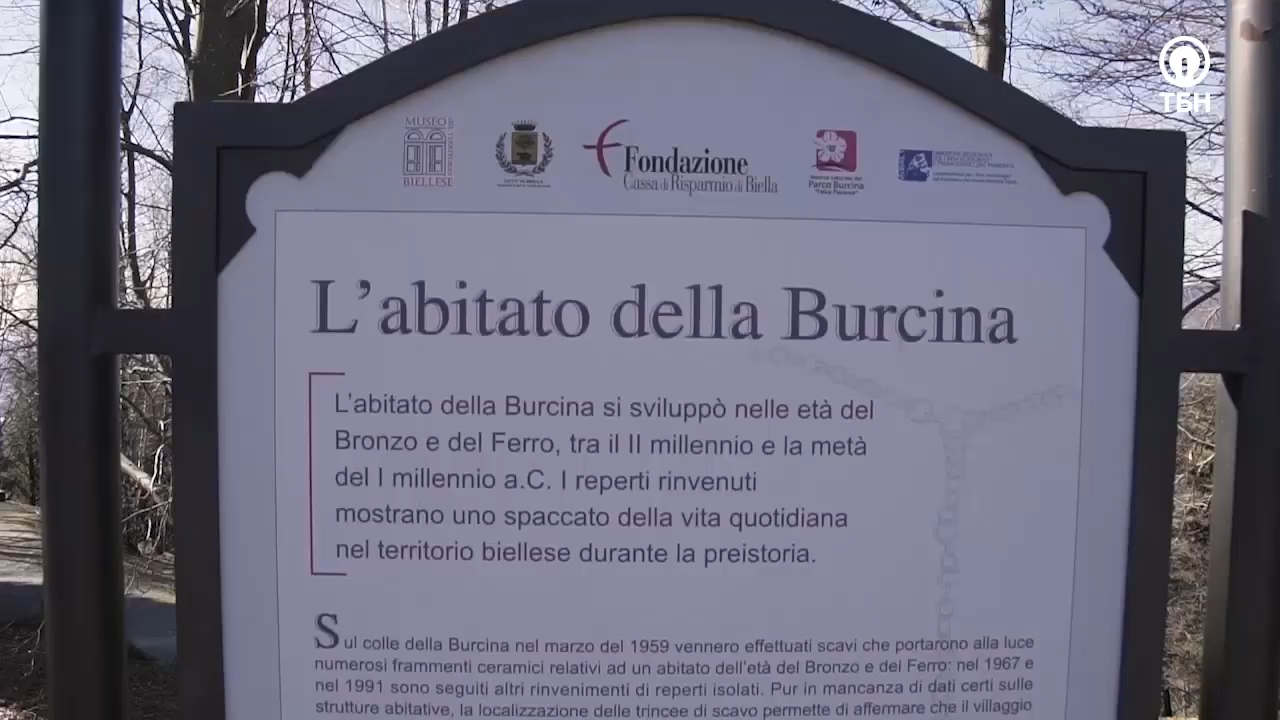 ТБН
MUSEO
DEL TERRITORIO
BIELLESE
Fondazione
Cassa di Risparmio di Biella
Parco Burcina
L'abitato della Burcina
L'abitato della Burcina si sviluppò nelle età del
Bronzo e del Ferro, tra il II millennio e la metà
del I millennio a.C. I reperti rinvenuti
mostrano uno spaccato della vita quotidiana
nel territorio biellese durante la preistoria.
Sul colle della Burcina nel marzo del 1959 vennero effettuati scavi che portarono alla luce
numerosi frammenti ceramici relativi ad un abitato dell'età del Bronzo e del Ferro: nel 1967 e
nel 1991 sono seguiti altri rinvenimenti di reperti isolati. Pur in mancanza di dati certi sulle
strutture abitative, la localizzazione delle trincee di scavo permette di affermare che il villaggio